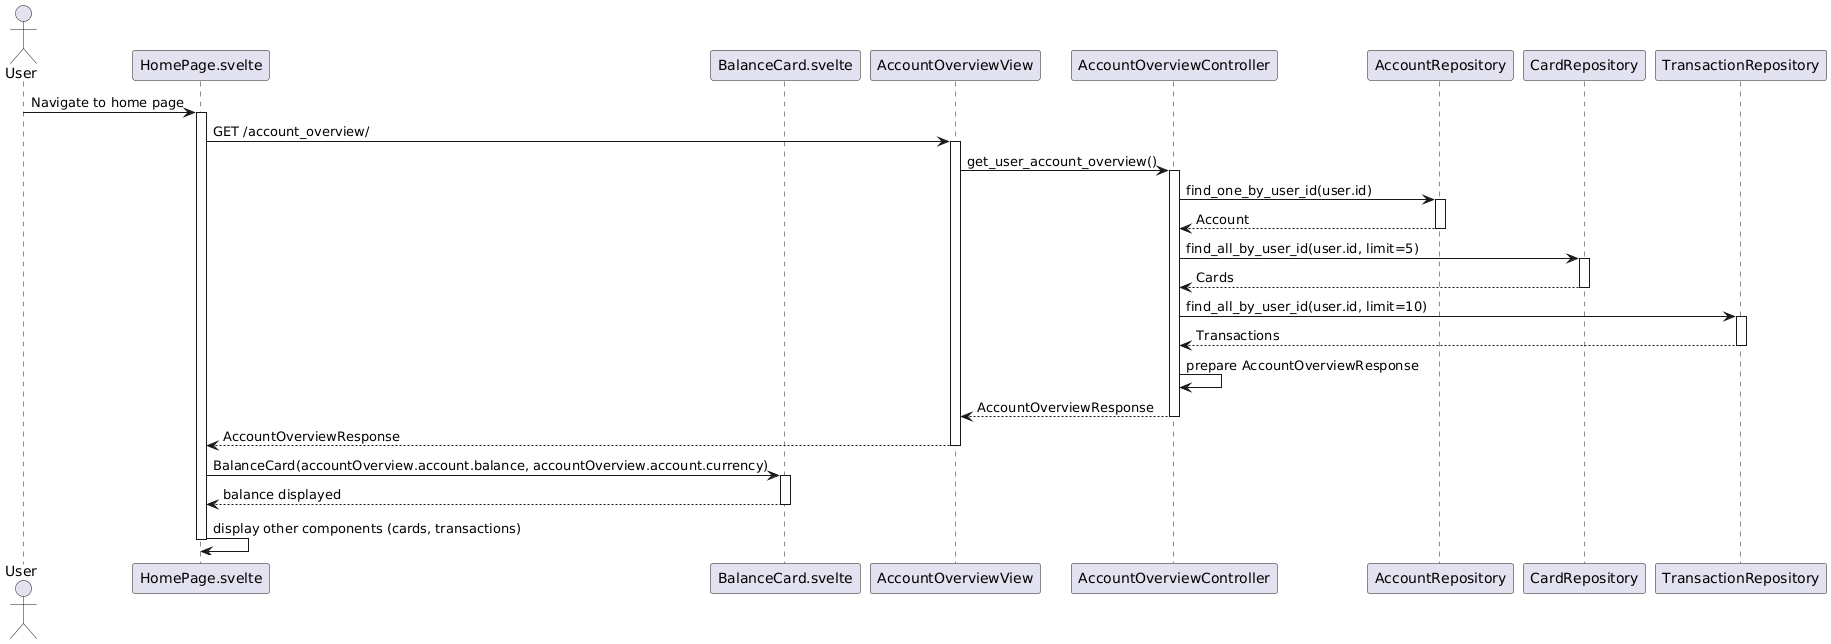 User
HomePage.svelte
BalanceCard.svelte
AccountOverviewView
AccountOverviewController
AccountRepository
CardRepository
TransactionRepository
Navigate to home page
GET /account_overview/
get_user_account_overview()
find_one_by_user_id(user.id)
Account
find_all_by_user_id(user.id, limit=5)
Cards
find_all_by_user_id(user.id, limit=10)
Transactions
prepare AccountOverviewResponse
AccountOverviewResponse
AccountOverviewResponse
BalanceCard(accountOverview.account.balance, accountOverview.account.currency)
balance displayed
display other components (cards, transactions)
User
HomePage.svelte
BalanceCard.svelte
AccountOverviewView
AccountOverviewController
AccountRepository
CardRepository
TransactionRepository